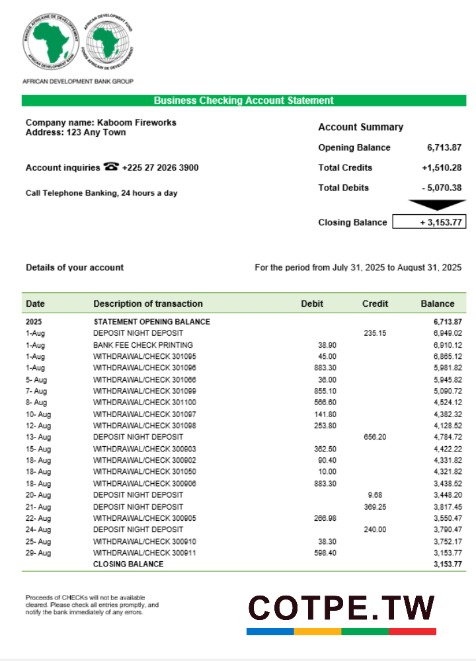 BANQUE AFRICAINE DE DEVELOPPEMENT
AFRICAN DEVELOPMENT BANK
AFRICAN DEVELOPMENT FUND
FONDS AFRICAIN DE DEVELOPPEMENT
AFRICAN DEVELOPMENT BANK GROUP
Business Checking Account Statement
Company name: Kaboom Fireworks
Address: 123 Any Town
Account inquiries ☎ +225 27 2026 3900
Call Telephone Banking, 24 hours a day
Account Summary
Opening Balance 6,713.87
Total Credits +1,510.28
Total Debits - 5,070.38
Closing Balance + 3,153.77
Details of your account For the period from July 31, 2025 to August 31, 2025
Date Description of transaction Debit Credit Balance
2025 STATEMENT OPENING BALANCE 6,713.87
1-Aug DEPOSIT NIGHT DEPOSIT 235.15 6,949.02
1-Aug BANK FEE CHECK PRINTING 38.90 6,910.12
1-Aug WITHDRAWAL/CHECK 301095 45.00 6,865.12
1-Aug WITHDRAWAL/CHECK 301096 883.30 5,981.82
5- Aug WITHDRAWAL/CHECK 301066 36.00 5,945.82
7- Aug WITHDRAWAL/CHECK 301099 855.10 5,090.72
8- Aug WITHDRAWAL/CHECK 301100 566.60 4,524.12
10- Aug WITHDRAWAL/CHECK 301097 141.80 4,382.32
12- Aug WITHDRAWAL/CHECK 301098 253.80 4,128.52
13- Aug DEPOSIT NIGHT DEPOSIT 656.20 4,784.72
15- Aug WITHDRAWAL/CHECK 300903 362.50 4,422.22
18- Aug WITHDRAWAL/CHECK 300902 90.40 4,331.82
18- Aug WITHDRAWAL/CHECK 301050 10.00 4,321.82
18- Aug WITHDRAWAL/CHECK 300906 883.30 3,438.52
20- Aug DEPOSIT NIGHT DEPOSIT 9.68 3,448.20
21- Aug DEPOSIT NIGHT DEPOSIT 369.25 3,817.45
22- Aug WITHDRAWAL/CHECK 300905 266.98 3,550.47
24- Aug DEPOSIT NIGHT DEPOSIT 240.00 3,790.47
25- Aug WITHDRAWAL/CHECK 300910 38.30 3,752.17
29- Aug WITHDRAWAL/CHECK 300911 598.40 3,153.77
CLOSING BALANCE 3,153.77
Proceeds of CHECKs will not be available
cleared. Please check all entries promptly, and
notify the bank immediately of any errors.
COTPE.TW